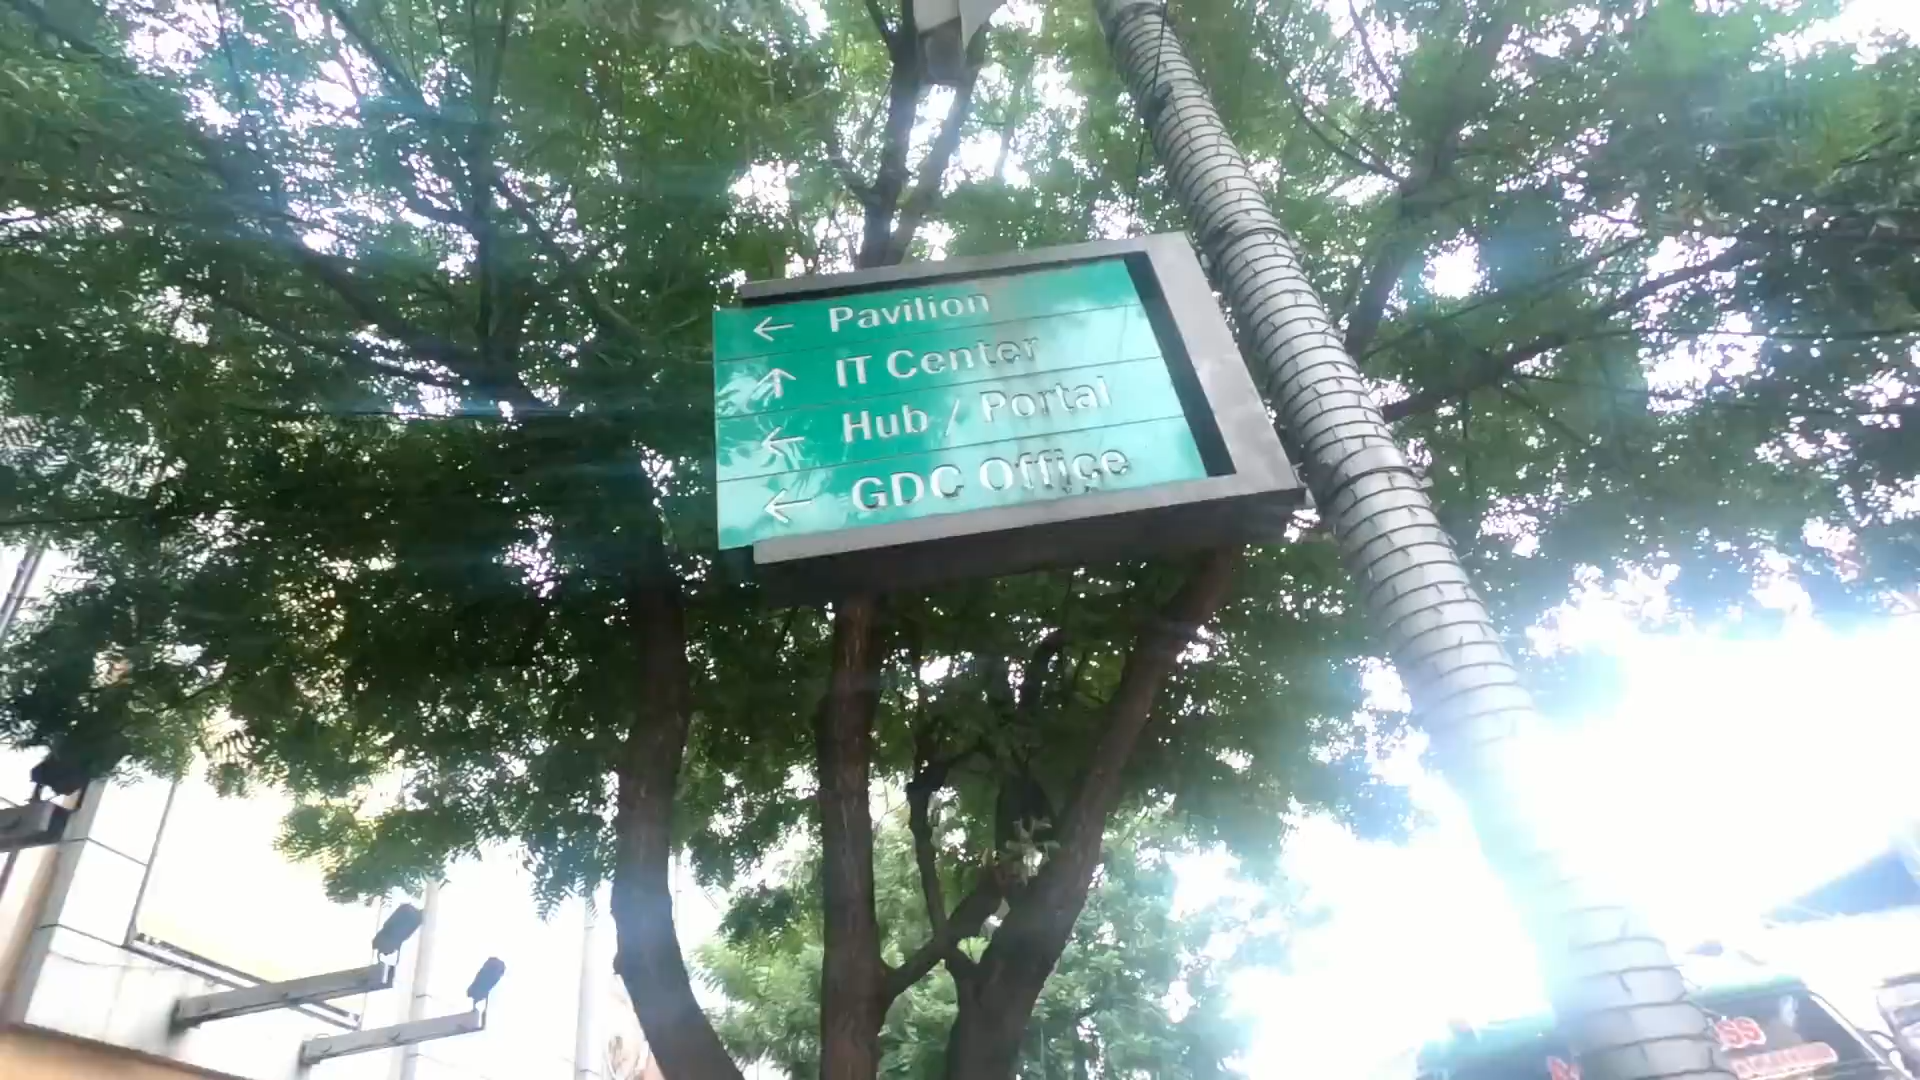 ← Pavilion
↑ IT Center
← Hub / Portal
← GDC Office